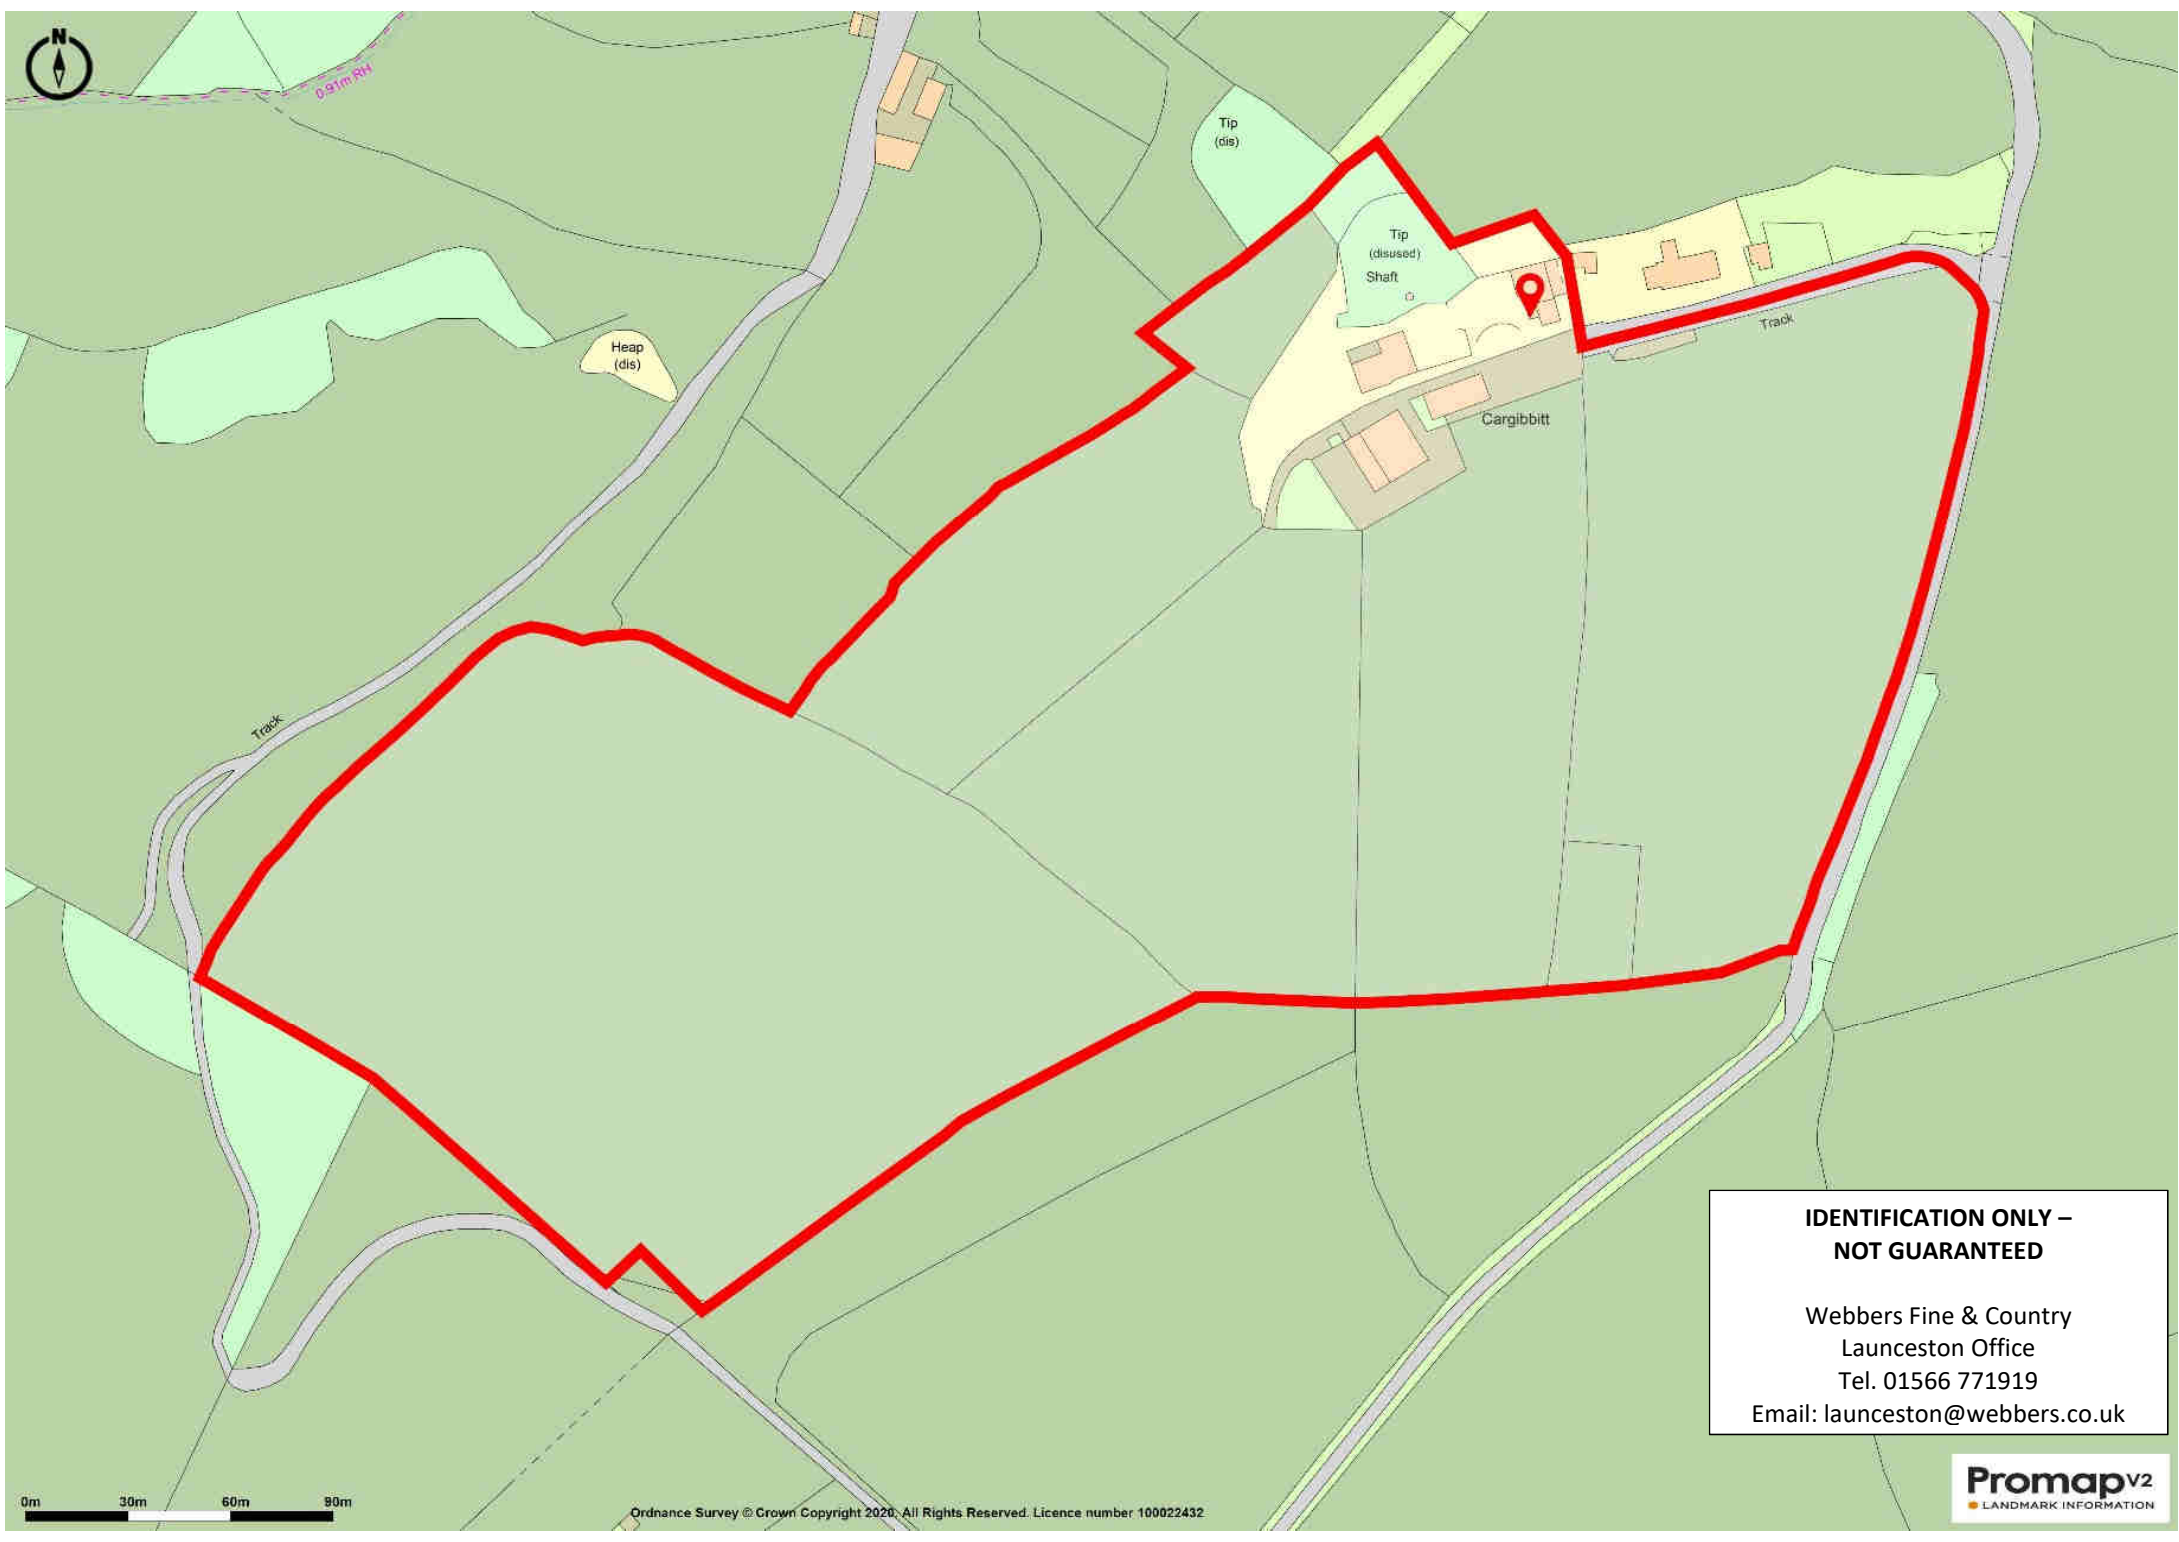 N
0.91m RH
Tip
(dis)
Tip
(disused)
Shaft
Track
Heap
(dis)
Cargibbitt
Track
IDENTIFICATION ONLY –
NOT GUARANTEED
Webbers Fine & Country
Launceston Office
Tel. 01566 771919
Email: launceston@webbers.co.uk
PromapV2
LANDMARK INFORMATION
0m 30m 60m 90m
Ordnance Survey © Crown Copyright 2020. All Rights Reserved. Licence number 100022432